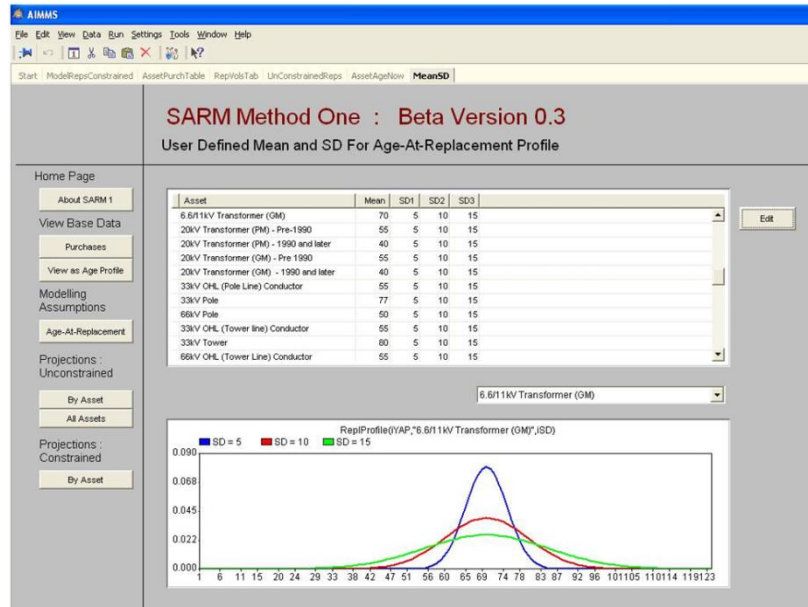 AIMMS
File Edit View Data Run Settings Tools Window Help
Start ModelRepsConstrained AssetPurchTable RepVolsTab UnConstrainedReps AssetAgeNow MeanSD
SARM Method One : Beta Version 0.3
User Defined Mean and SD For Age-At-Replacement Profile
Home Page
About SARM 1
View Base Data
Purchases
View as Age Profile
Modelling
Assumptions
Age-At-Replacement
Projections :
Unconstrained
By Asset
All Assets
Projections :
Constrained
By Asset
Asset Mean SD1 SD2 SD3
6.6/11kV Transformer (GM) 70 5 10 15
20kV Transformer (PM) - Pre-1990 55 5 10 15
20kV Transformer (PM) - 1990 and later 40 5 10 15
20kV Transformer (GM) - Pre 1990 55 5 10 15
20kV Transformer (GM) - 1990 and later 40 5 10 15
33kV OHL (Pole Line) Conductor 55 5 10 15
33kV Pole 77 5 10 15
66kV Pole 50 5 10 15
33kV OHL (Tower line) Conductor 55 5 10 15
33kV Tower 80 5 10 15
66kV OHL (Tower Line) Conductor 55 5 10 15
Edit
6.6/11kV Transformer (GM)
ReplProfile(iYAP,"6.6/11kV Transformer (GM)",iSD)
SD = 5 SD = 10 SD = 15
0.090
0.068
0.045
0.022
0.000
1 6 11 15 20 24 29 33 38 42 47 51 56 60 65 69 74 78 83 87 92 96 101 105 110 114 119 123